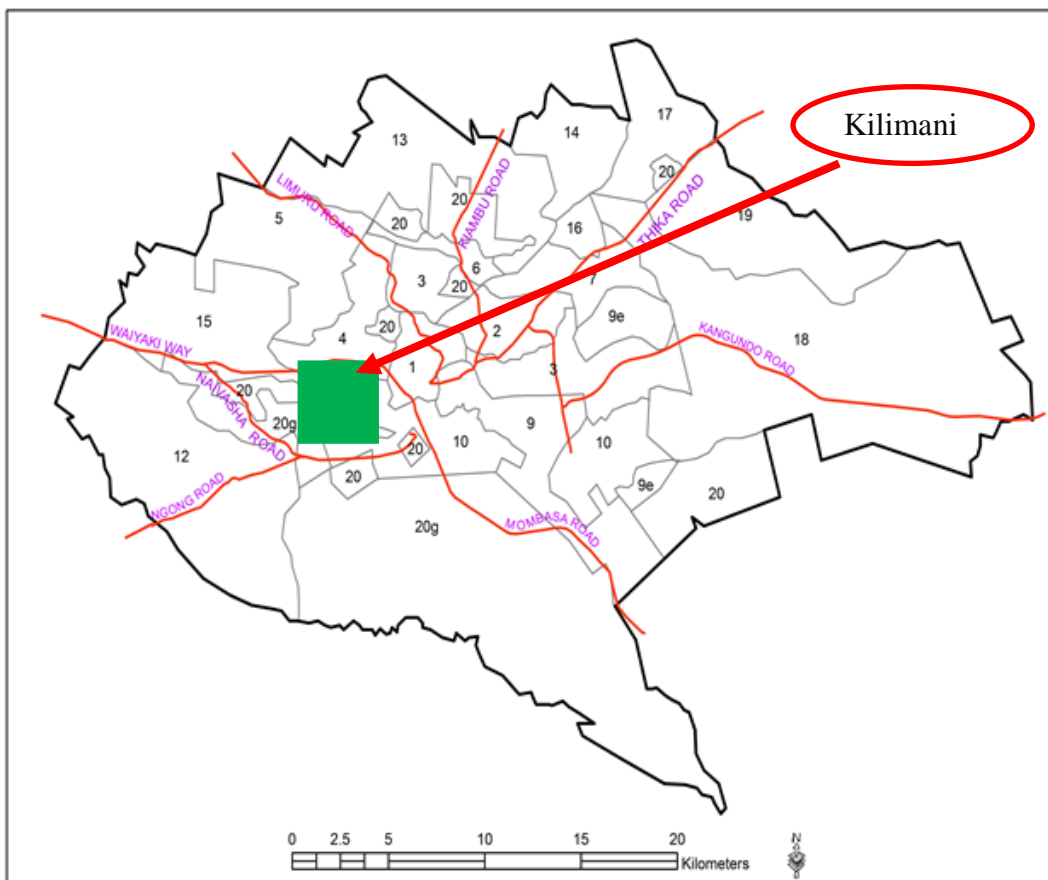 Kilimani
17
14
13
LIMURU ROAD
KIAMBU ROAD
THIKA ROAD
20
20
19
5
20
16
6
3
20
7
9e
15
20
2
18
4
WAIYAKI WAY
KANGUNDO ROAD
1
3
20
NAIVASHA ROAD
20g
9
10
10
20
12
20
9e
20
NGONG ROAD
20g
MOMBASA ROAD
0 2.5 5 10 15 20
Kilometers
N